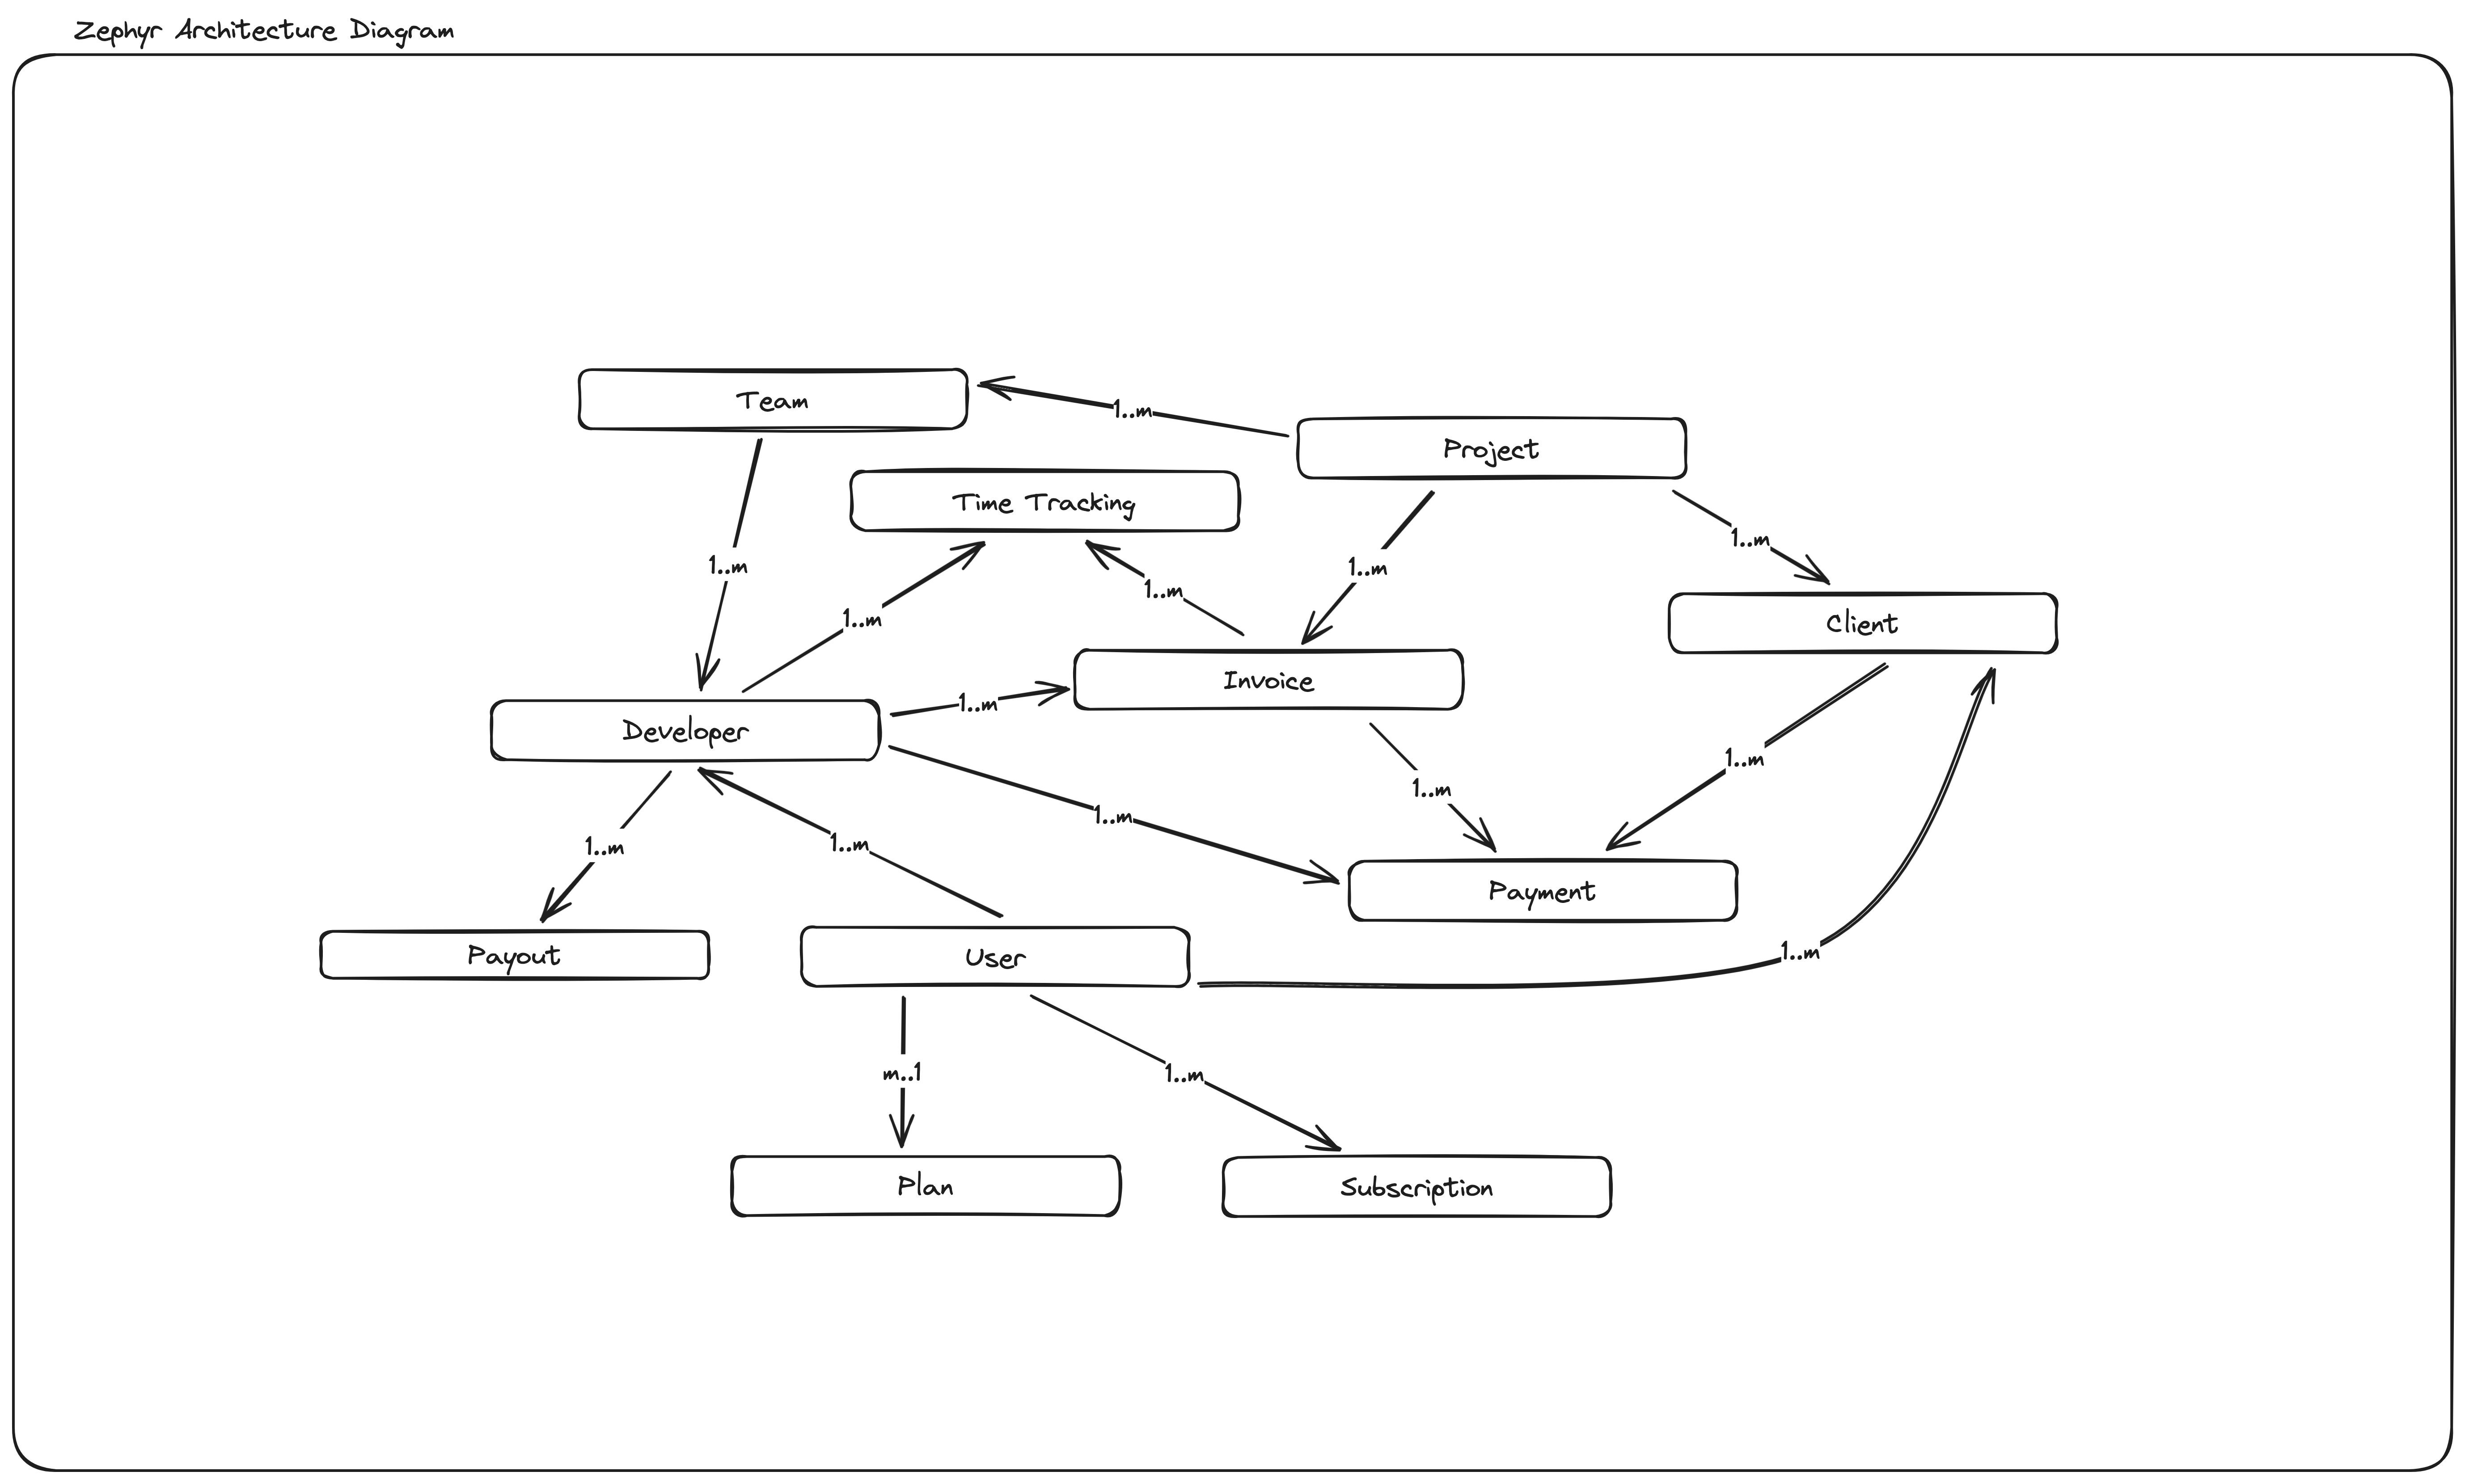 Zephyr Architecture Diagram
Team
1..m
Project
Time Tracking
1..m
1..m
1..m
1..m
1..m
Client
Invoice
1..m
Developer
1..m
1..m
1..m
1..m
1..m
Payment
1..m
Payout
User
m..1
1..m
Plan
Subscription